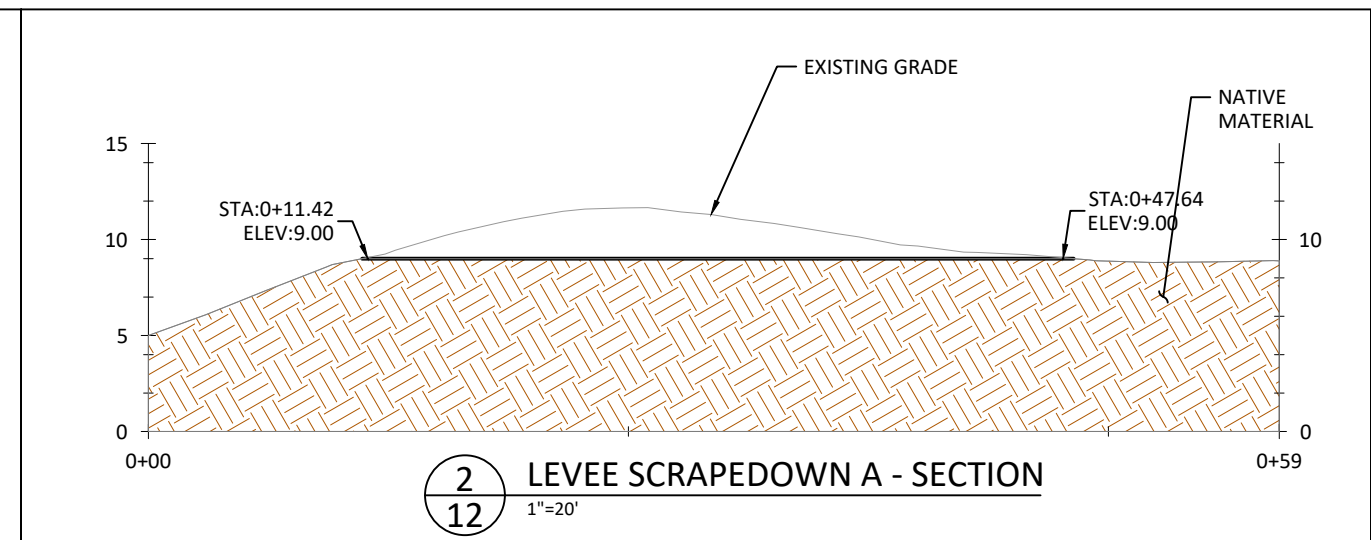 EXISTING GRADE
NATIVE
MATERIAL
15
STA:0+11.42
ELEV:9.00
STA:0+47.64
ELEV:9.00
10
10
5
0
0
0+00
0+59
2
12
LEVEE SCRAPEDOWN A - SECTION
1"=20'